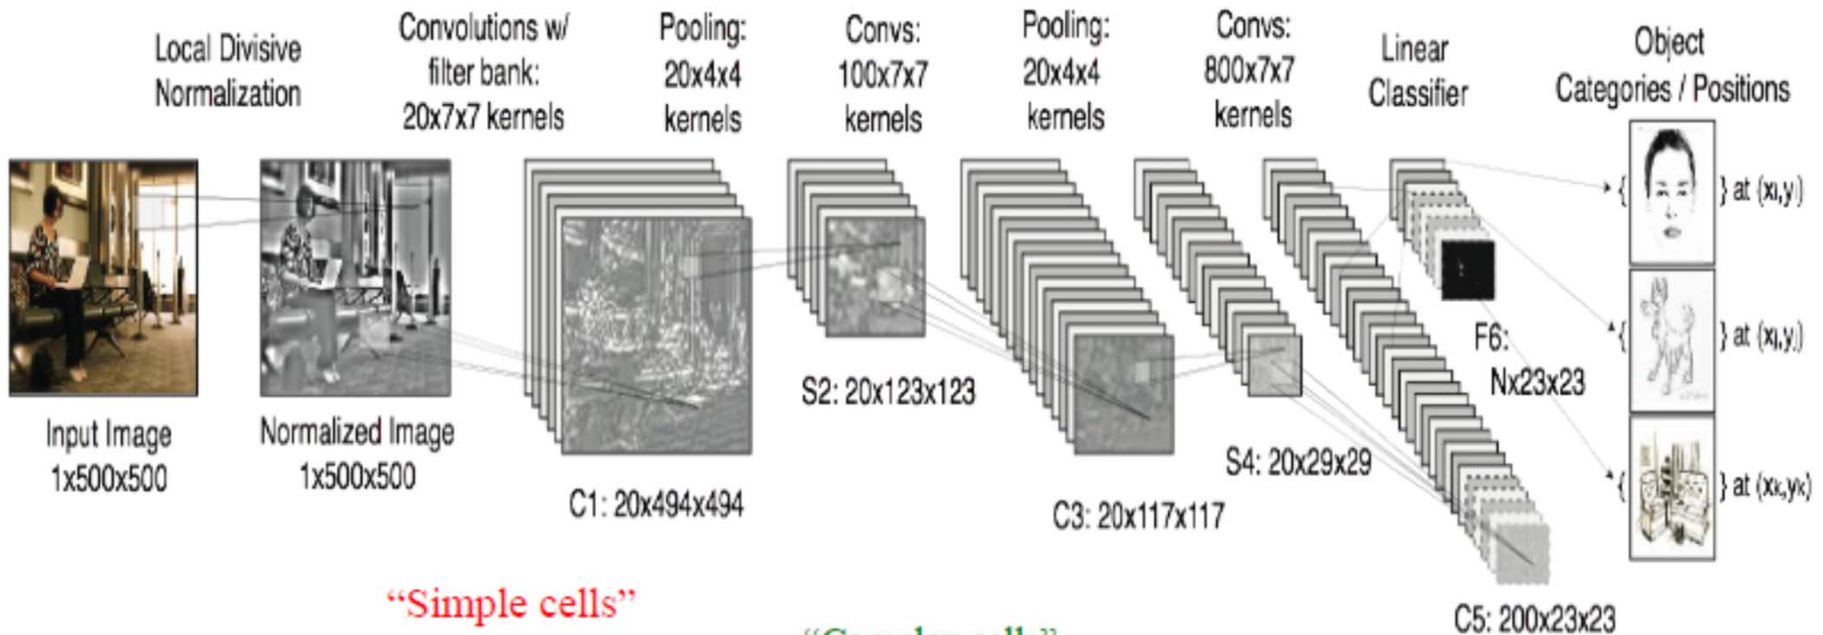 Local Divisive
Normalization
Convolutions w/
filter bank:
20x7x7 kernels
Pooling:
20x4x4
kernels
Convs:
100x7x7
kernels
Pooling:
20x4x4
kernels
Convs:
800x7x7
kernels
Linear
Classifier
Object
Categories / Positions
{ } at (xi,yi)
{ } at (xj,yj)
{ } at (xk,yk)
Input Image
1x500x500
Normalized Image
1x500x500
C1: 20x494x494
S2: 20x123x123
C3: 20x117x117
S4: 20x29x29
F6:
Nx23x23
C5: 200x23x23
“Simple cells”
“Complex cells”